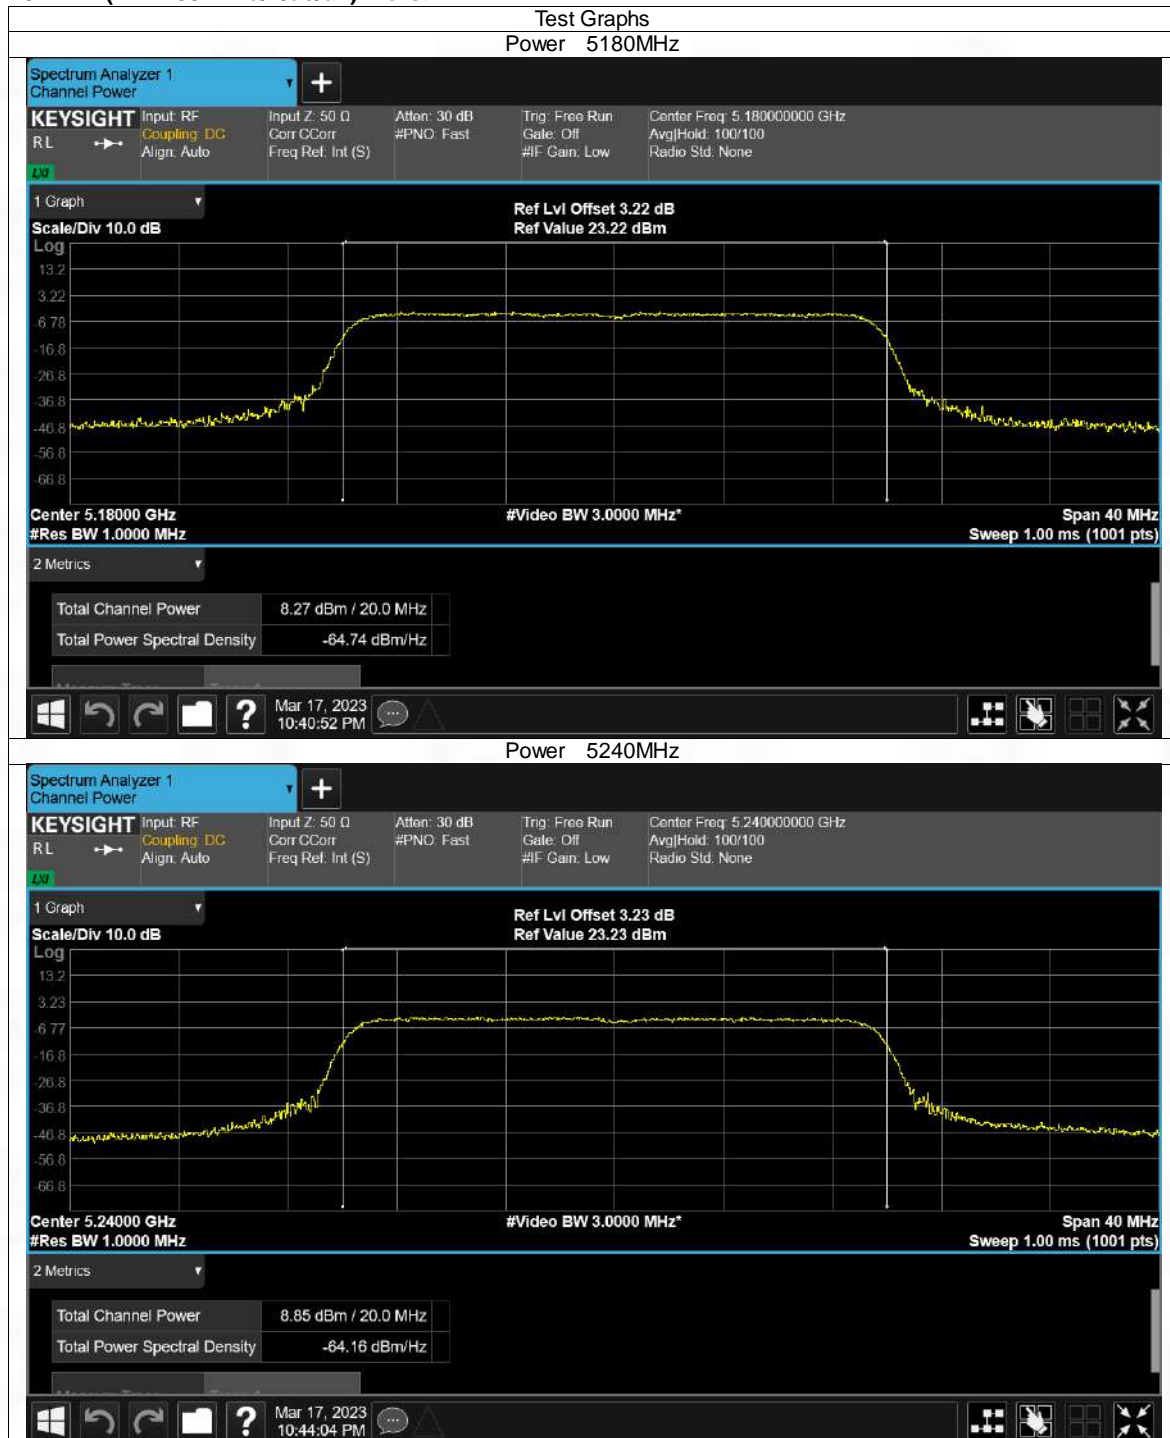 Test Graphs
Power 5180MHz
Spectrum Analyzer 1
Channel Power
+
KEYSIGHT Input: RF Input Z: 50 Ω Atten: 30 dB Trig: Free Run Center Freq: 5.180000000 GHz
RL Coupling: DC Corr CCorr #PNO: Fast Gate: Off Avg|Hold: 100/100
Align: Auto Freq Ref: Int (S) #IF Gain: Low Radio Std: None
LXI
1 Graph
Ref Lvl Offset 3.22 dB
Scale/Div 10.0 dB Ref Value 23.22 dBm
Log
13.2
3.22
-6.78
-16.8
-26.8
-36.8
-46.8
-56.8
-66.8
Center 5.18000 GHz #Video BW 3.0000 MHz* Span 40 MHz
#Res BW 1.0000 MHz Sweep 1.00 ms (1001 pts)
2 Metrics
Total Channel Power 8.27 dBm / 20.0 MHz
Total Power Spectral Density -64.74 dBm/Hz
? Mar 17, 2023
10:40:52 PM
Power 5240MHz
Spectrum Analyzer 1
Channel Power
+
KEYSIGHT Input: RF Input Z: 50 Ω Atten: 30 dB Trig: Free Run Center Freq: 5.240000000 GHz
RL Coupling: DC Corr CCorr #PNO: Fast Gate: Off Avg|Hold: 100/100
Align: Auto Freq Ref: Int (S) #IF Gain: Low Radio Std: None
LXI
1 Graph
Ref Lvl Offset 3.23 dB
Scale/Div 10.0 dB Ref Value 23.23 dBm
Log
13.2
3.23
-6.77
-16.8
-26.8
-36.8
-46.8
-56.8
-66.8
Center 5.24000 GHz #Video BW 3.0000 MHz* Span 40 MHz
#Res BW 1.0000 MHz Sweep 1.00 ms (1001 pts)
2 Metrics
Total Channel Power 8.85 dBm / 20.0 MHz
Total Power Spectral Density -64.16 dBm/Hz
? Mar 17, 2023
10:44:04 PM